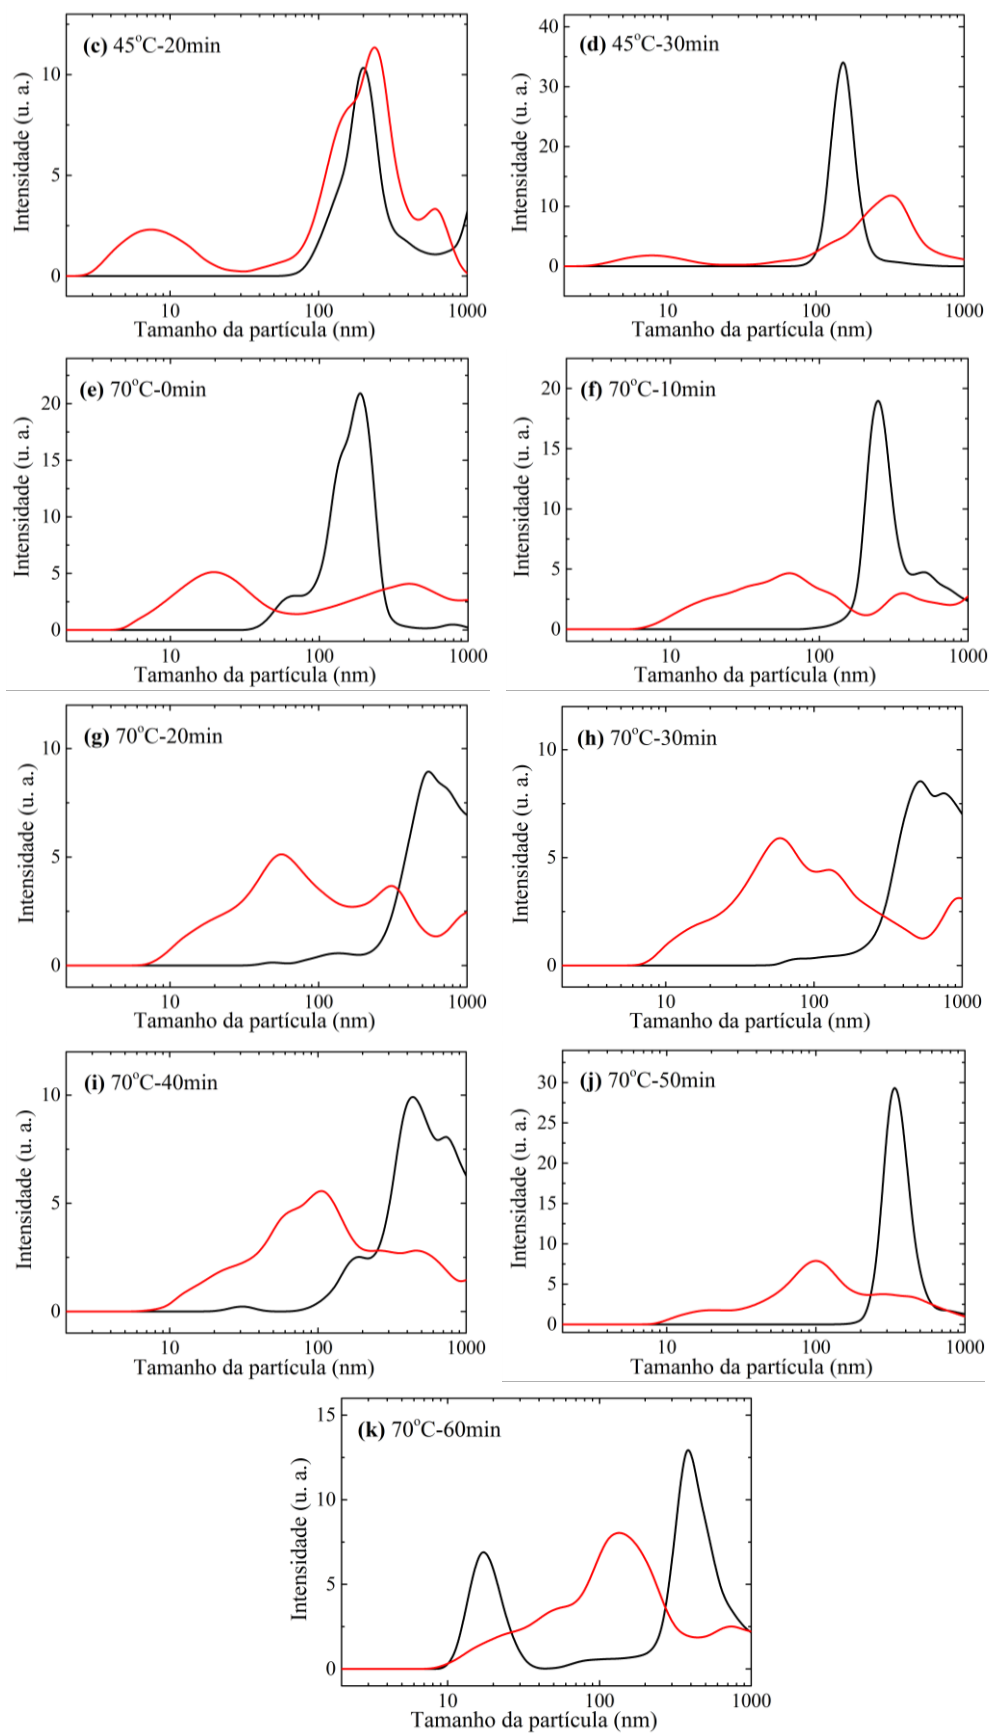 (c) 45°C-20min
Intensidade (u. a.)
10
5
0
10 100 1000
Tamanho da partícula (nm)
(d) 45°C-30min
Intensidade (u. a.)
40
30
20
10
0
10 100 1000
Tamanho da partícula (nm)
(e) 70°C-0min
Intensidade (u. a.)
20
15
10
5
0
10 100 1000
Tamanho da partícula (nm)
(f) 70°C-10min
Intensidade (u. a.)
20
15
10
5
0
10 100 1000
Tamanho da partícula (nm)
(g) 70°C-20min
Intensidade (u. a.)
10
5
0
10 100 1000
Tamanho da partícula (nm)
(h) 70°C-30min
Intensidade (u. a.)
10
5
0
10 100 1000
Tamanho da partícula (nm)
(i) 70°C-40min
Intensidade (u. a.)
10
5
0
10 100 1000
Tamanho da partícula (nm)
(j) 70°C-50min
Intensidade (u. a.)
30
25
20
15
10
5
0
10 100 1000
Tamanho da partícula (nm)
(k) 70°C-60min
Intensidade (u. a.)
15
10
5
0
10 100 1000
Tamanho da partícula (nm)